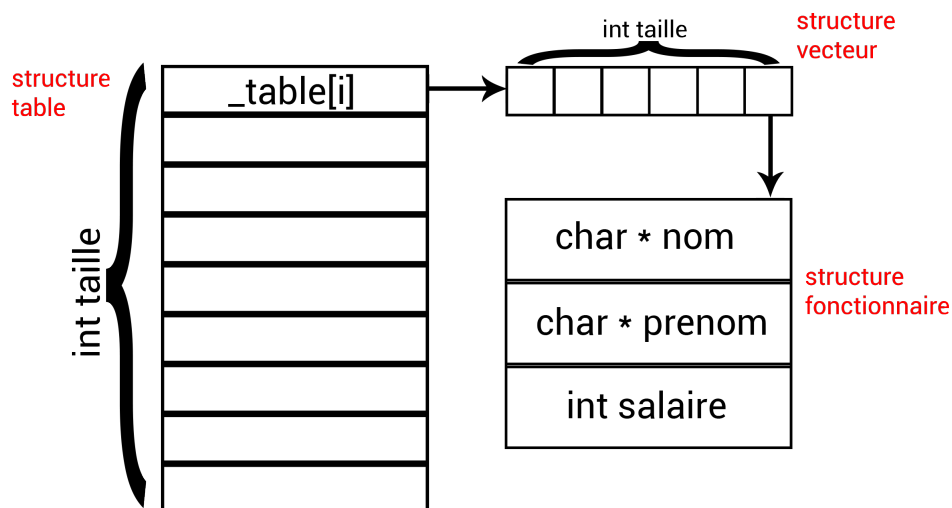 structure
table
int taille
_table[i]
int taille
structure
vecteur
char * nom
char * prenom
int salaire
structure
fonctionnaire